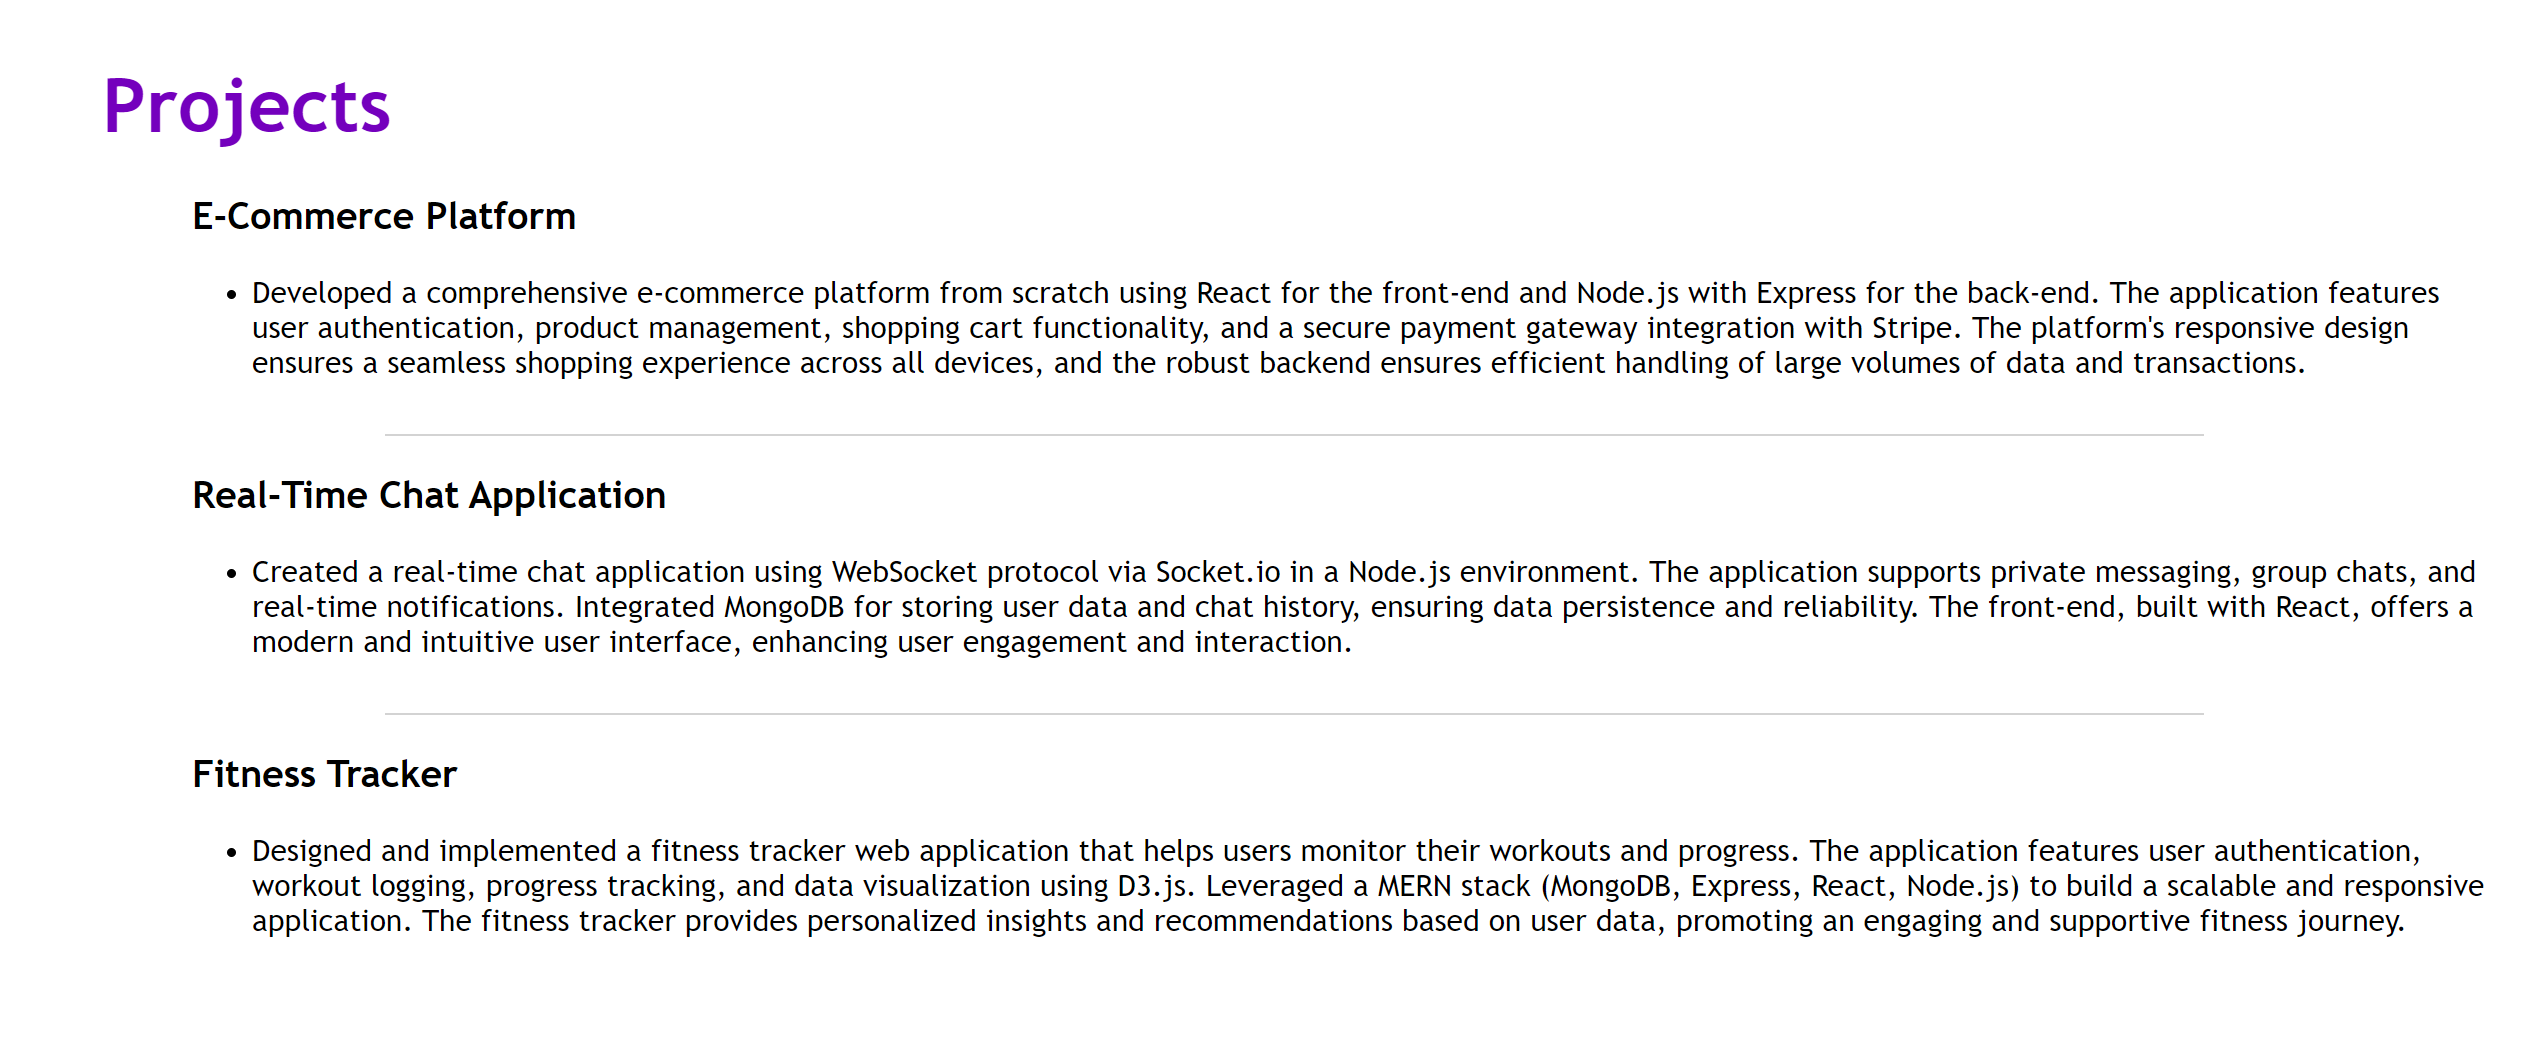 Projects
E-Commerce Platform
• Developed a comprehensive e-commerce platform from scratch using React for the front-end and Node.js with Express for the back-end. The application features
user authentication, product management, shopping cart functionality, and a secure payment gateway integration with Stripe. The platform's responsive design
ensures a seamless shopping experience across all devices, and the robust backend ensures efficient handling of large volumes of data and transactions.
Real-Time Chat Application
• Created a real-time chat application using WebSocket protocol via Socket.io in a Node.js environment. The application supports private messaging, group chats, and
real-time notifications. Integrated MongoDB for storing user data and chat history, ensuring data persistence and reliability. The front-end, built with React, offers a
modern and intuitive user interface, enhancing user engagement and interaction.
Fitness Tracker
• Designed and implemented a fitness tracker web application that helps users monitor their workouts and progress. The application features user authentication,
workout logging, progress tracking, and data visualization using D3.js. Leveraged a MERN stack (MongoDB, Express, React, Node.js) to build a scalable and responsive
application. The fitness tracker provides personalized insights and recommendations based on user data, promoting an engaging and supportive fitness journey.